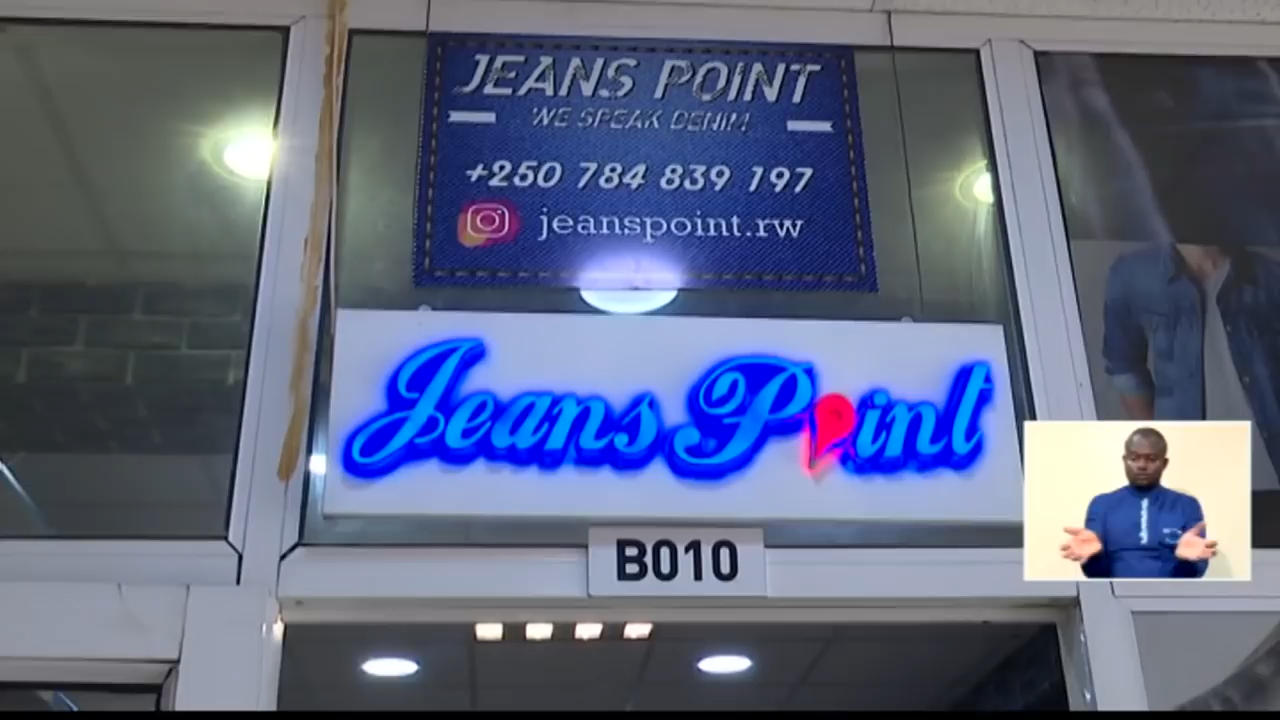 JEANS POINT
WE SPEAK DENIM
+250 784 839 197
jeanspoint.rw
Jeans Point
B010